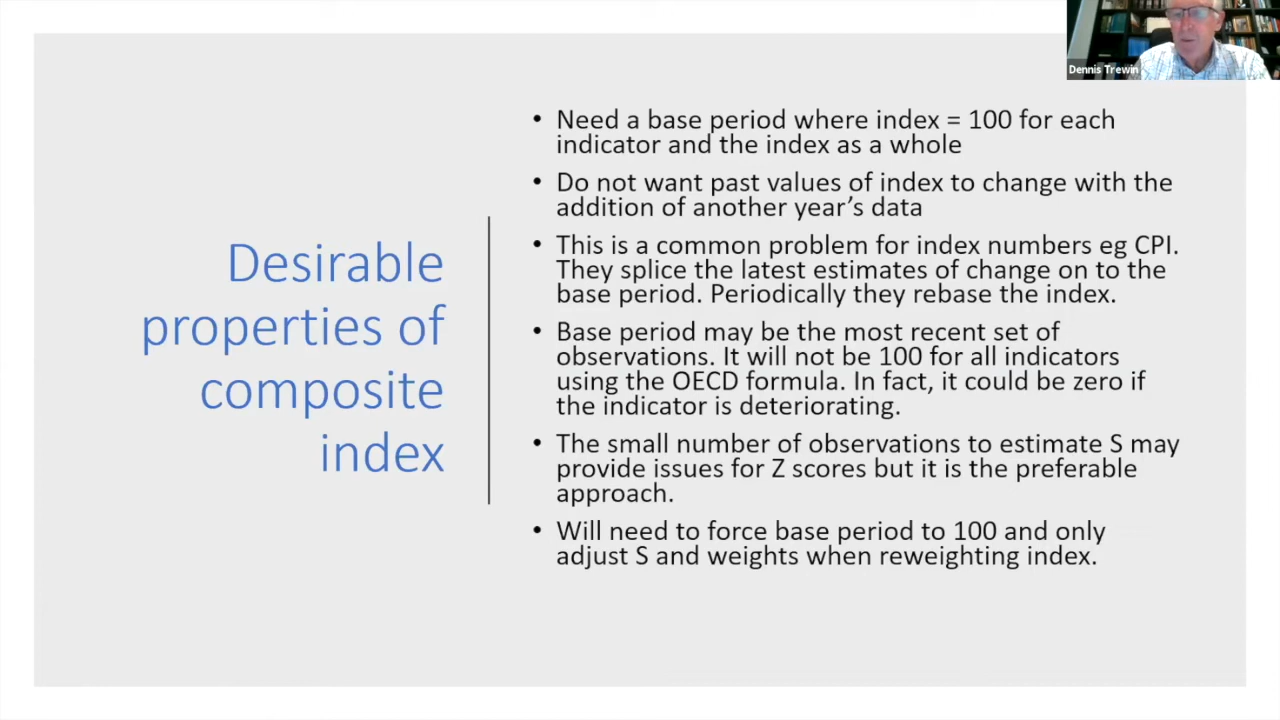 Dennis Trewin
Desirable
properties of
composite
index
• Need a base period where index = 100 for each
indicator and the index as a whole
• Do not want past values of index to change with the
addition of another year’s data
• This is a common problem for index numbers eg CPI.
They splice the latest estimates of change on to the
base period. Periodically they rebase the index.
• Base period may be the most recent set of
observations. It will not be 100 for all indicators
using the OECD formula. In fact, it could be zero if
the indicator is deteriorating.
• The small number of observations to estimate S may
provide issues for Z scores but it is the preferable
approach.
• Will need to force base period to 100 and only
adjust S and weights when reweighting index.